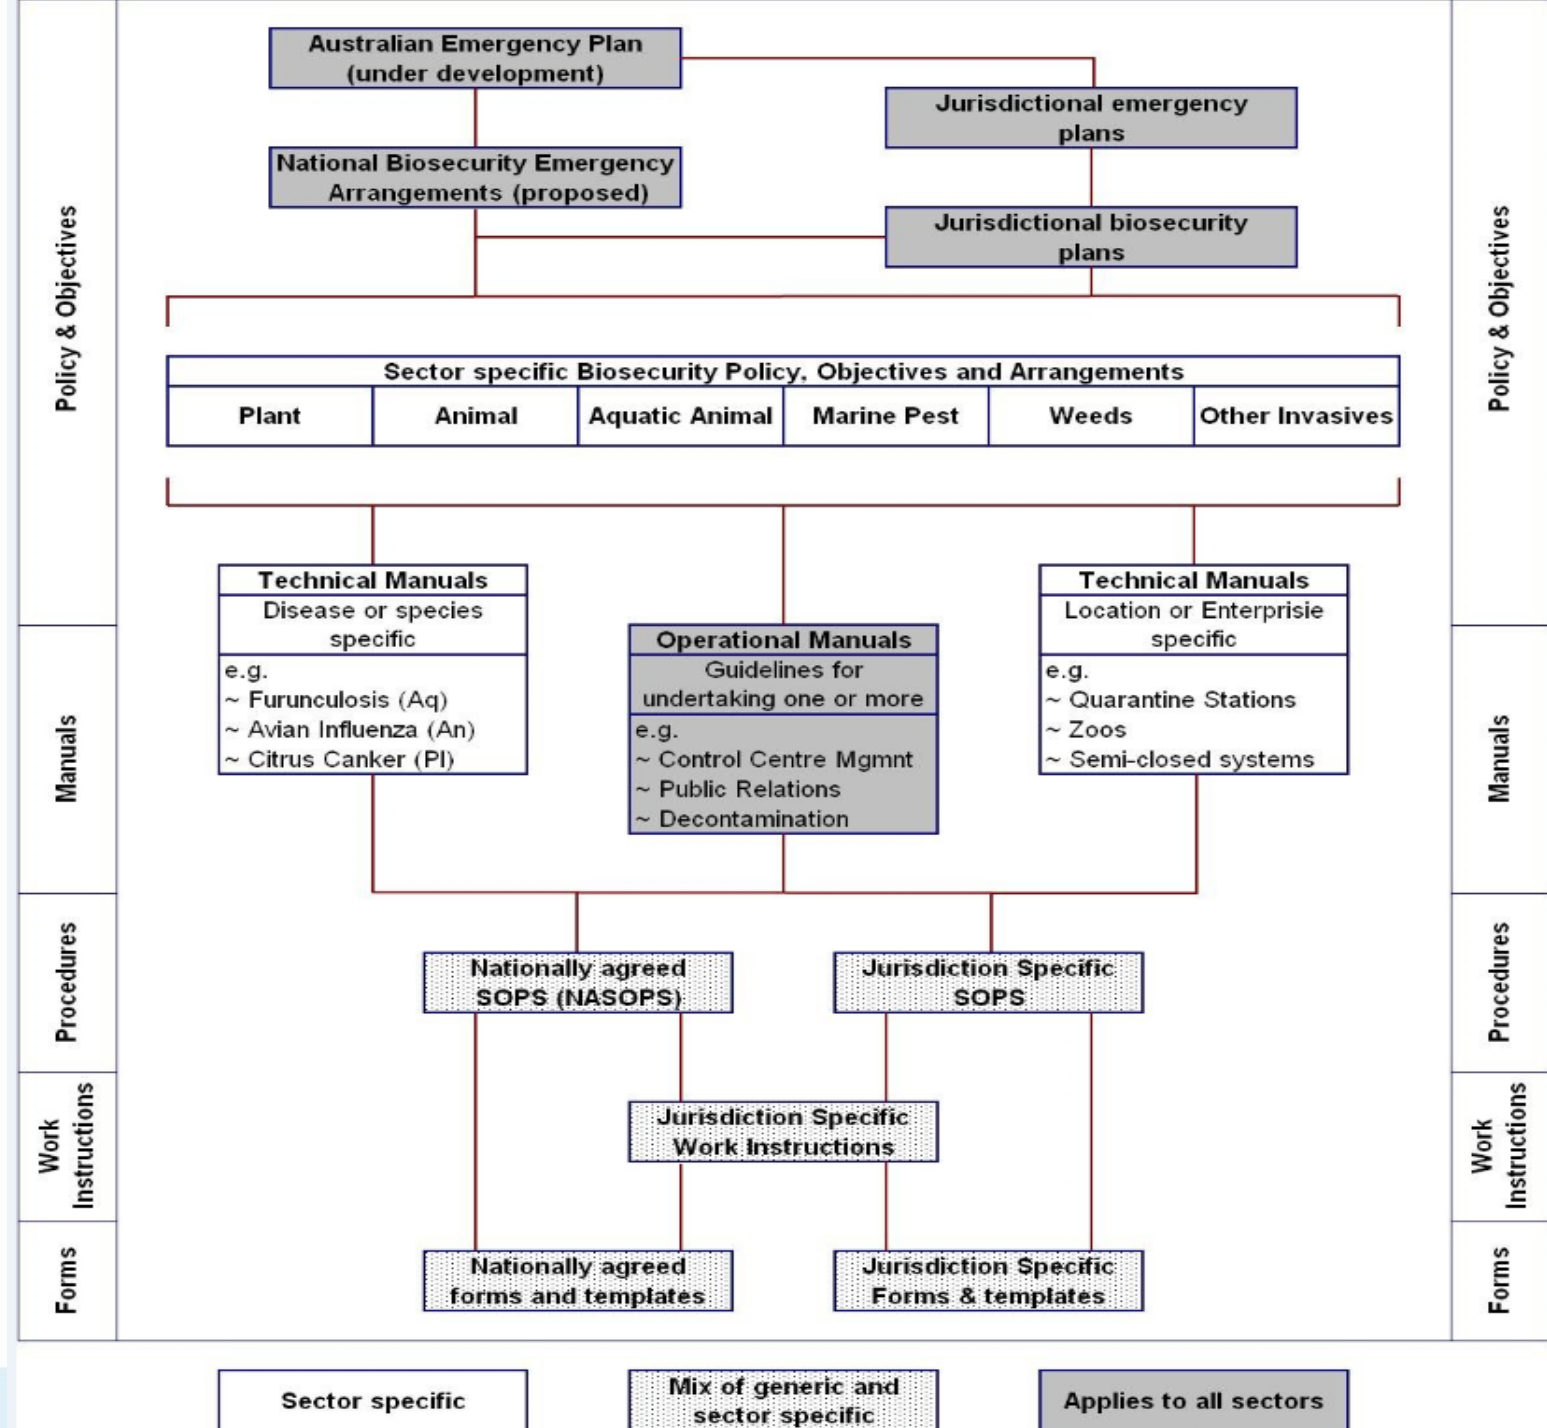 Australian Emergency Plan
(under development)
Jurisdictional emergency
plans
National Biosecurity Emergency
Arrangements (proposed)
Jurisdictional biosecurity
plans
Policy & Objectives
Policy & Objectives
Sector specific Biosecurity Policy, Objectives and Arrangements
Plant
Animal
Aquatic Animal
Marine Pest
Weeds
Other Invasives
Technical Manuals
Disease or species
specific
e.g.
~ Furunculosis (Aq)
~ Avian Influenza (An)
~ Citrus Canker (Pl)
Operational Manuals
Guidelines for
undertaking one or more
e.g.
~ Control Centre Mgmnt
~ Public Relations
~ Decontamination
Technical Manuals
Location or Enterprisie
specific
e.g.
~ Quarantine Stations
~ Zoos
~ Semi-closed systems
Manuals
Manuals
Procedures
Nationally agreed
SOPS (NASOPS)
Jurisdiction Specific
SOPS
Procedures
Work
Instructions
Jurisdiction Specific
Work Instructions
Work
Instructions
Forms
Nationally agreed
forms and templates
Jurisdiction Specific
Forms & templates
Forms
Sector specific
Mix of generic and
sector specific
Applies to all sectors